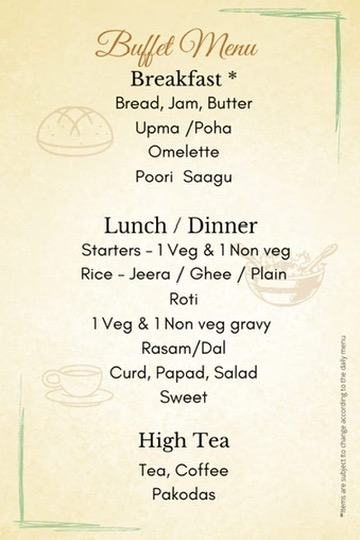 Buffet Menu
Breakfast *
Bread, Jam, Butter
Upma /Poha
Omelette
Poori Saagu
Lunch / Dinner
Starters - 1 Veg & 1 Non veg
Rice - Jeera / Ghee / Plain
Roti
1 Veg & 1 Non veg gravy
Rasam/Dal
Curd, Papad, Salad
Sweet
High Tea
Tea, Coffee
Pakodas
*Items are subject to change according to the daily menu